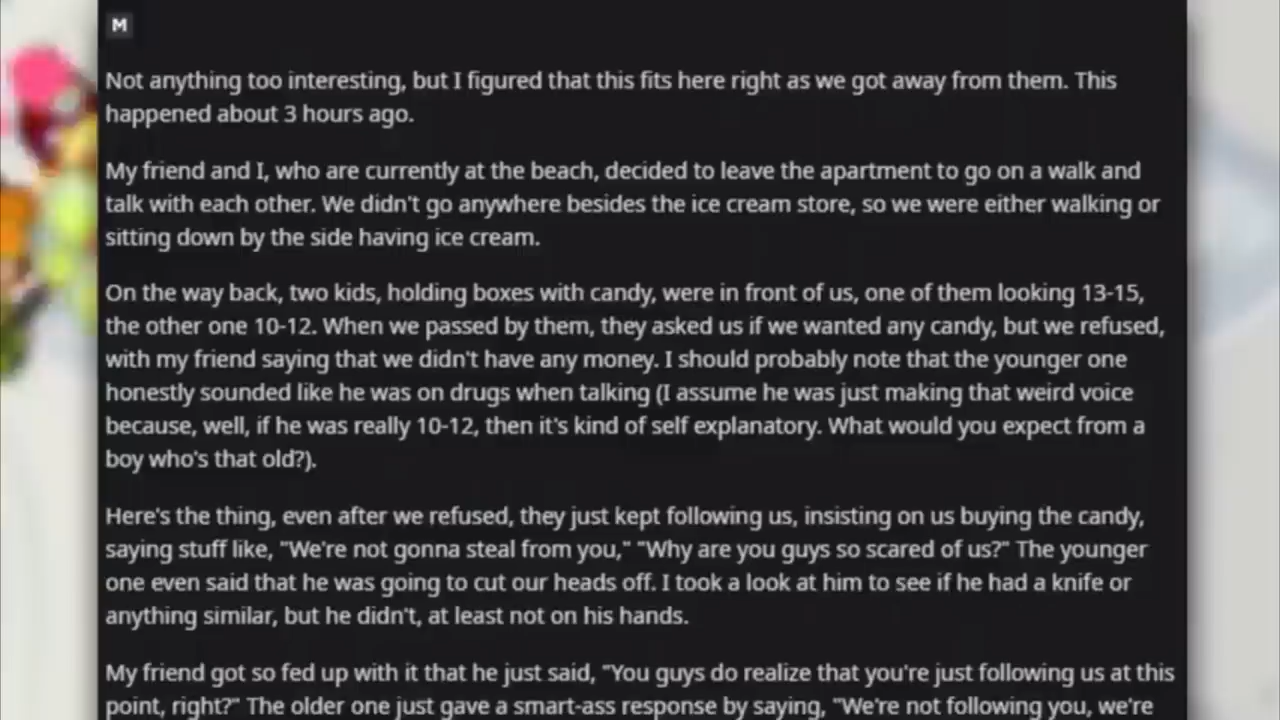 M
Not anything too interesting, but I figured that this fits here right as we got away from them. This
happened about 3 hours ago.
My friend and I, who are currently at the beach, decided to leave the apartment to go on a walk and
talk with each other. We didn't go anywhere besides the ice cream store, so we were either walking or
sitting down by the side having ice cream.
On the way back, two kids, holding boxes with candy, were in front of us, one of them looking 13-15,
the other one 10-12. When we passed by them, they asked us if we wanted any candy, but we refused,
with my friend saying that we didn't have any money. I should probably note that the younger one
honestly sounded like he was on drugs when talking (I assume he was just making that weird voice
because, well, if he was really 10-12, then it's kind of self explanatory. What would you expect from a
boy who's that old?).
Here's the thing, even after we refused, they just kept following us, insisting on us buying the candy,
saying stuff like, "We're not gonna steal from you," "Why are you guys so scared of us?" The younger
one even said that he was going to cut our heads off. I took a look at him to see if he had a knife or
anything similar, but he didn't, at least not on his hands.
My friend got so fed up with it that he just said, "You guys do realize that you're just following us at this
point, right?" The older one just gave a smart-ass response by saying, "We're not following you, we're